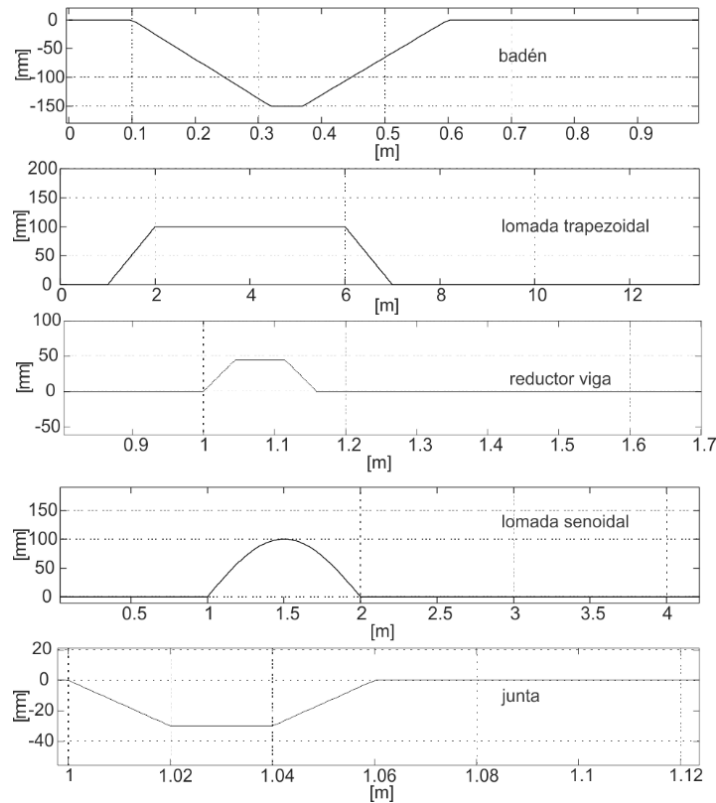 0
-50
-100
-150
[mm]
badén
0 0.1 0.2 0.3 0.4 0.5 0.6 0.7 0.8 0.9
[m]
200
150
100
50
0
[mm]
lomada trapezoidal
0 2 4 6 8 10 12
[m]
100
50
0
-50
[mm]
reductor viga
0.9 1 1.1 1.2 1.3 1.4 1.5 1.6 1.7
[m]
150
100
50
0
[mm]
lomada senoidal
0.5 1 1.5 2 2.5 3 3.5 4
[m]
20
0
-20
-40
[mm]
junta
1 1.02 1.04 1.06 1.08 1.1 1.12
[m]